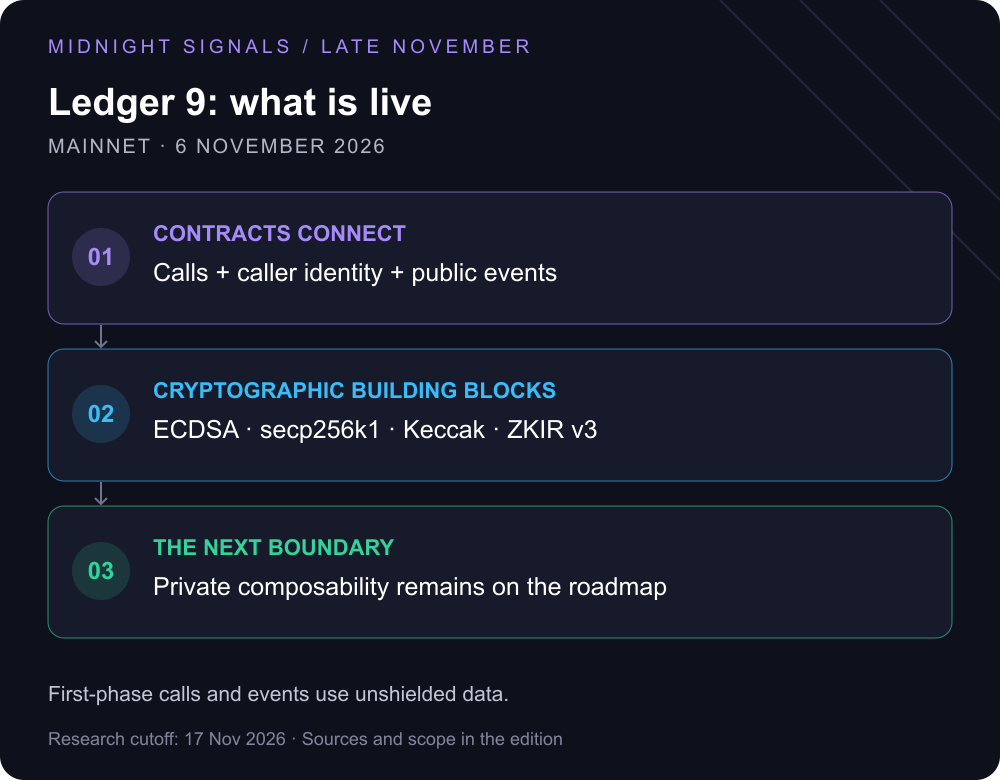 MIDNIGHT SIGNALS / LATE NOVEMBER
Ledger 9: what is live
MAINNET · 6 NOVEMBER 2026
01
CONTRACTS CONNECT
Calls + caller identity + public events
02
CRYPTOGRAPHIC BUILDING BLOCKS
ECDSA · secp256k1 · Keccak · ZKIR v3
03
THE NEXT BOUNDARY
Private composability remains on the roadmap
First-phase calls and events use unshielded data.
Research cutoff: 17 Nov 2026 · Sources and scope in the edition